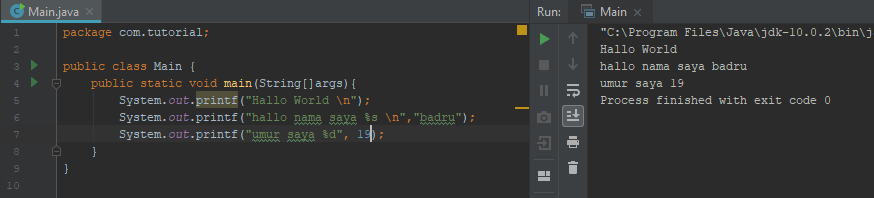 Main.java ×
Run: Main ×
1 package com.tutorial;
2
3 public class Main {
4 public static void main(String[]args){
5 System.out.printf("Hallo World \n");
6 System.out.printf("hallo nama saya %s \n","badru");
7 System.out.printf("umur saya %d", 19);
8 }
9 }
10
"C:\Program Files\Java\jdk-10.0.2\bin\j
Hallo World
hallo nama saya badru
umur saya 19
Process finished with exit code 0